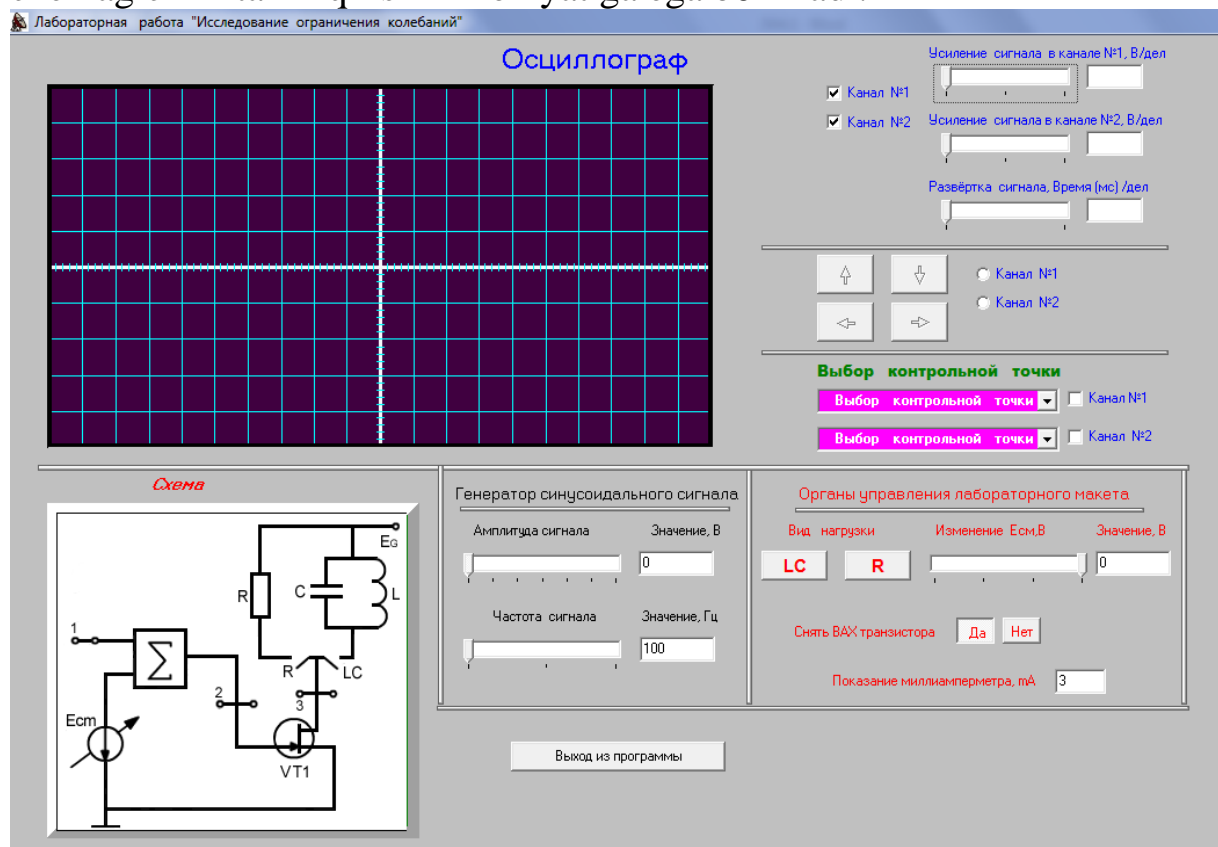 Лабораторная работа "Исследование ограничения колебаний"
Осциллограф
Усиление сигнала в канале №1, В/дел
Канал №1
Канал №2
Усиление сигнала в канале №2, В/дел
Развёртка сигнала, Время (мс) /дел
Канал №1
Канал №2
Выбор контрольной точки
Выбор контрольной точки
Канал №1
Выбор контрольной точки
Канал №2
Схема
EG
R
C
L
1
Σ
R
LC
2
3
Ecm
VT1
Генератор синусоидального сигнала
Амплитуда сигнала
Значение, В
0
Частота сигнала
Значение, Гц
100
Органы управления лабораторного макета
Вид нагрузки
Изменение Eсм,В
Значение, В
LC
R
0
Снять ВАХ транзистора
Да
Нет
Показание миллиамперметра, mA
3
Выход из программы